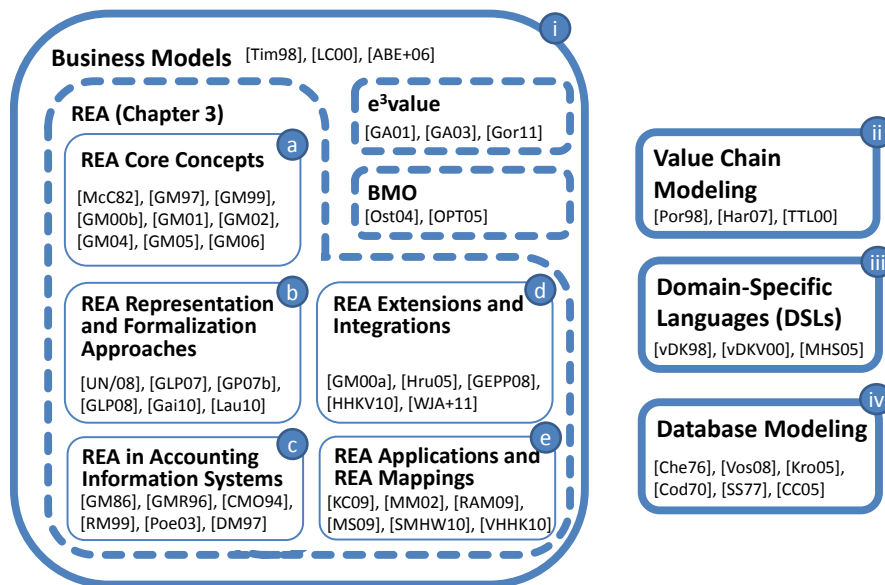 i
Business Models [Tim98], [LC00], [ABE+06]
REA (Chapter 3)
a
REA Core Concepts
[McC82], [GM97], [GM99],
[GM00b], [GM01], [GM02],
[GM04], [GM05], [GM06]
e³value
[GA01], [GA03], [Gor11]
BMO
[Ost04], [OPT05]
b
REA Representation
and Formalization
Approaches
[UN/08], [GLP07], [GP07b],
[GLP08], [Gai10], [Lau10]
d
REA Extensions and
Integrations
[GM00a], [Hru05], [GEPP08],
[HHKV10], [WJA+11]
c
REA in Accounting
Information Systems
[GM86], [GMR96], [CMO94],
[RM99], [Poe03], [DM97]
e
REA Applications and
REA Mappings
[KC09], [MM02], [RAM09],
[MS09], [SMHW10], [VHHK10]
ii
Value Chain
Modeling
[Por98], [Har07], [TTL00]
iii
Domain-Specific
Languages (DSLs)
[vDK98], [vDKV00], [MHS05]
iv
Database Modeling
[Che76], [Vos08], [Kro05],
[Cod70], [SS77], [CC05]